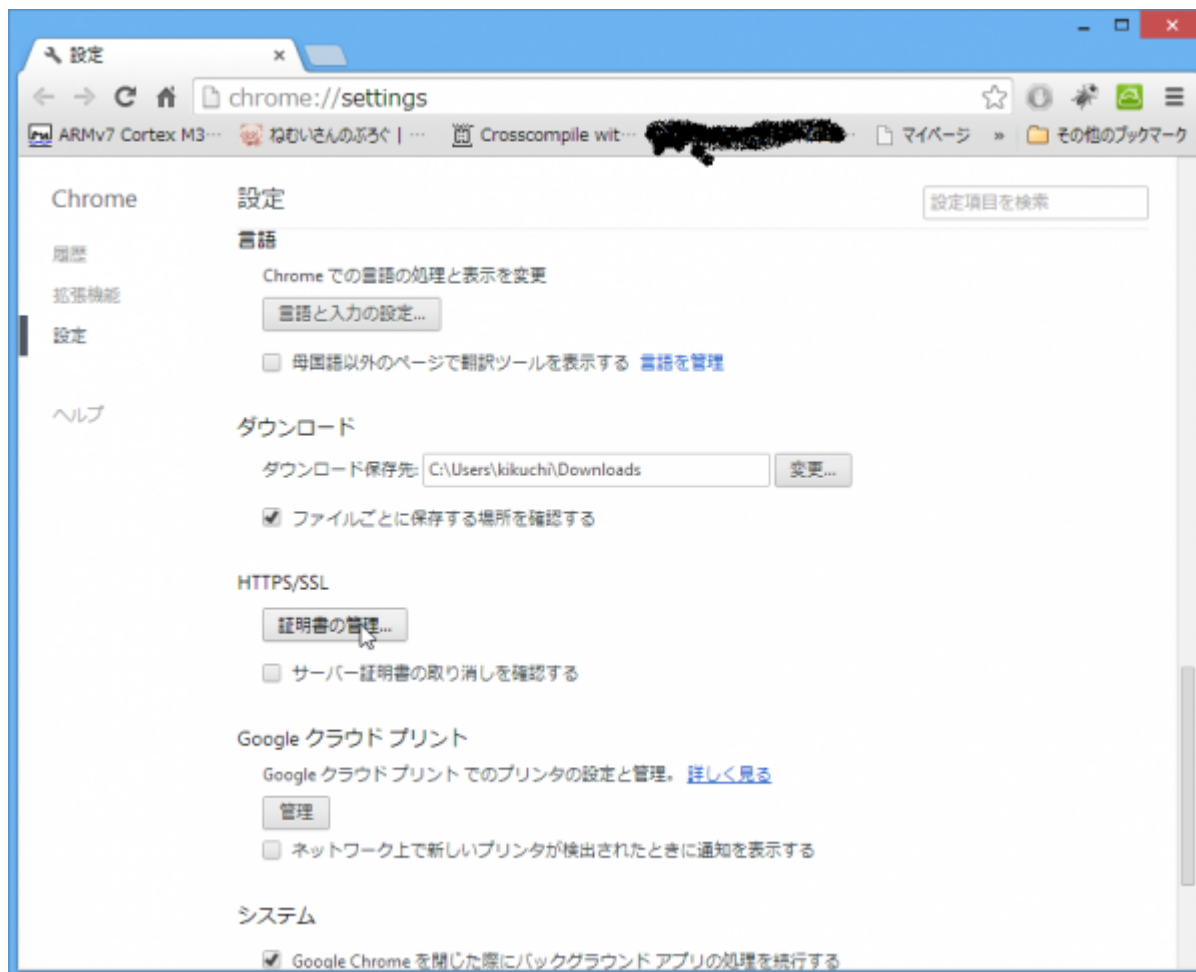 設定
chrome://settings
ARMv7 Cortex M3… ねむいさんのぶろぐ | … Crosscompile wit… マイページ » その他のブックマーク
Chrome
設定
設定項目を検索
履歴
拡張機能
設定
ヘルプ
言語
Chrome での言語の処理と表示を変更
言語と入力の設定...
母国語以外のページで翻訳ツールを表示する 言語を管理
ダウンロード
ダウンロード保存先: C:\Users\kikuchi\Downloads 変更...
ファイルごとに保存する場所を確認する
HTTPS/SSL
証明書の管理...
サーバー証明書の取り消しを確認する
Google クラウド プリント
Google クラウド プリント でのプリンタの設定と管理。 詳しく見る
管理
ネットワーク上で新しいプリンタが検出されたときに通知を表示する
システム
Google Chrome を閉じた際にバックグラウンド アプリの処理を続行する